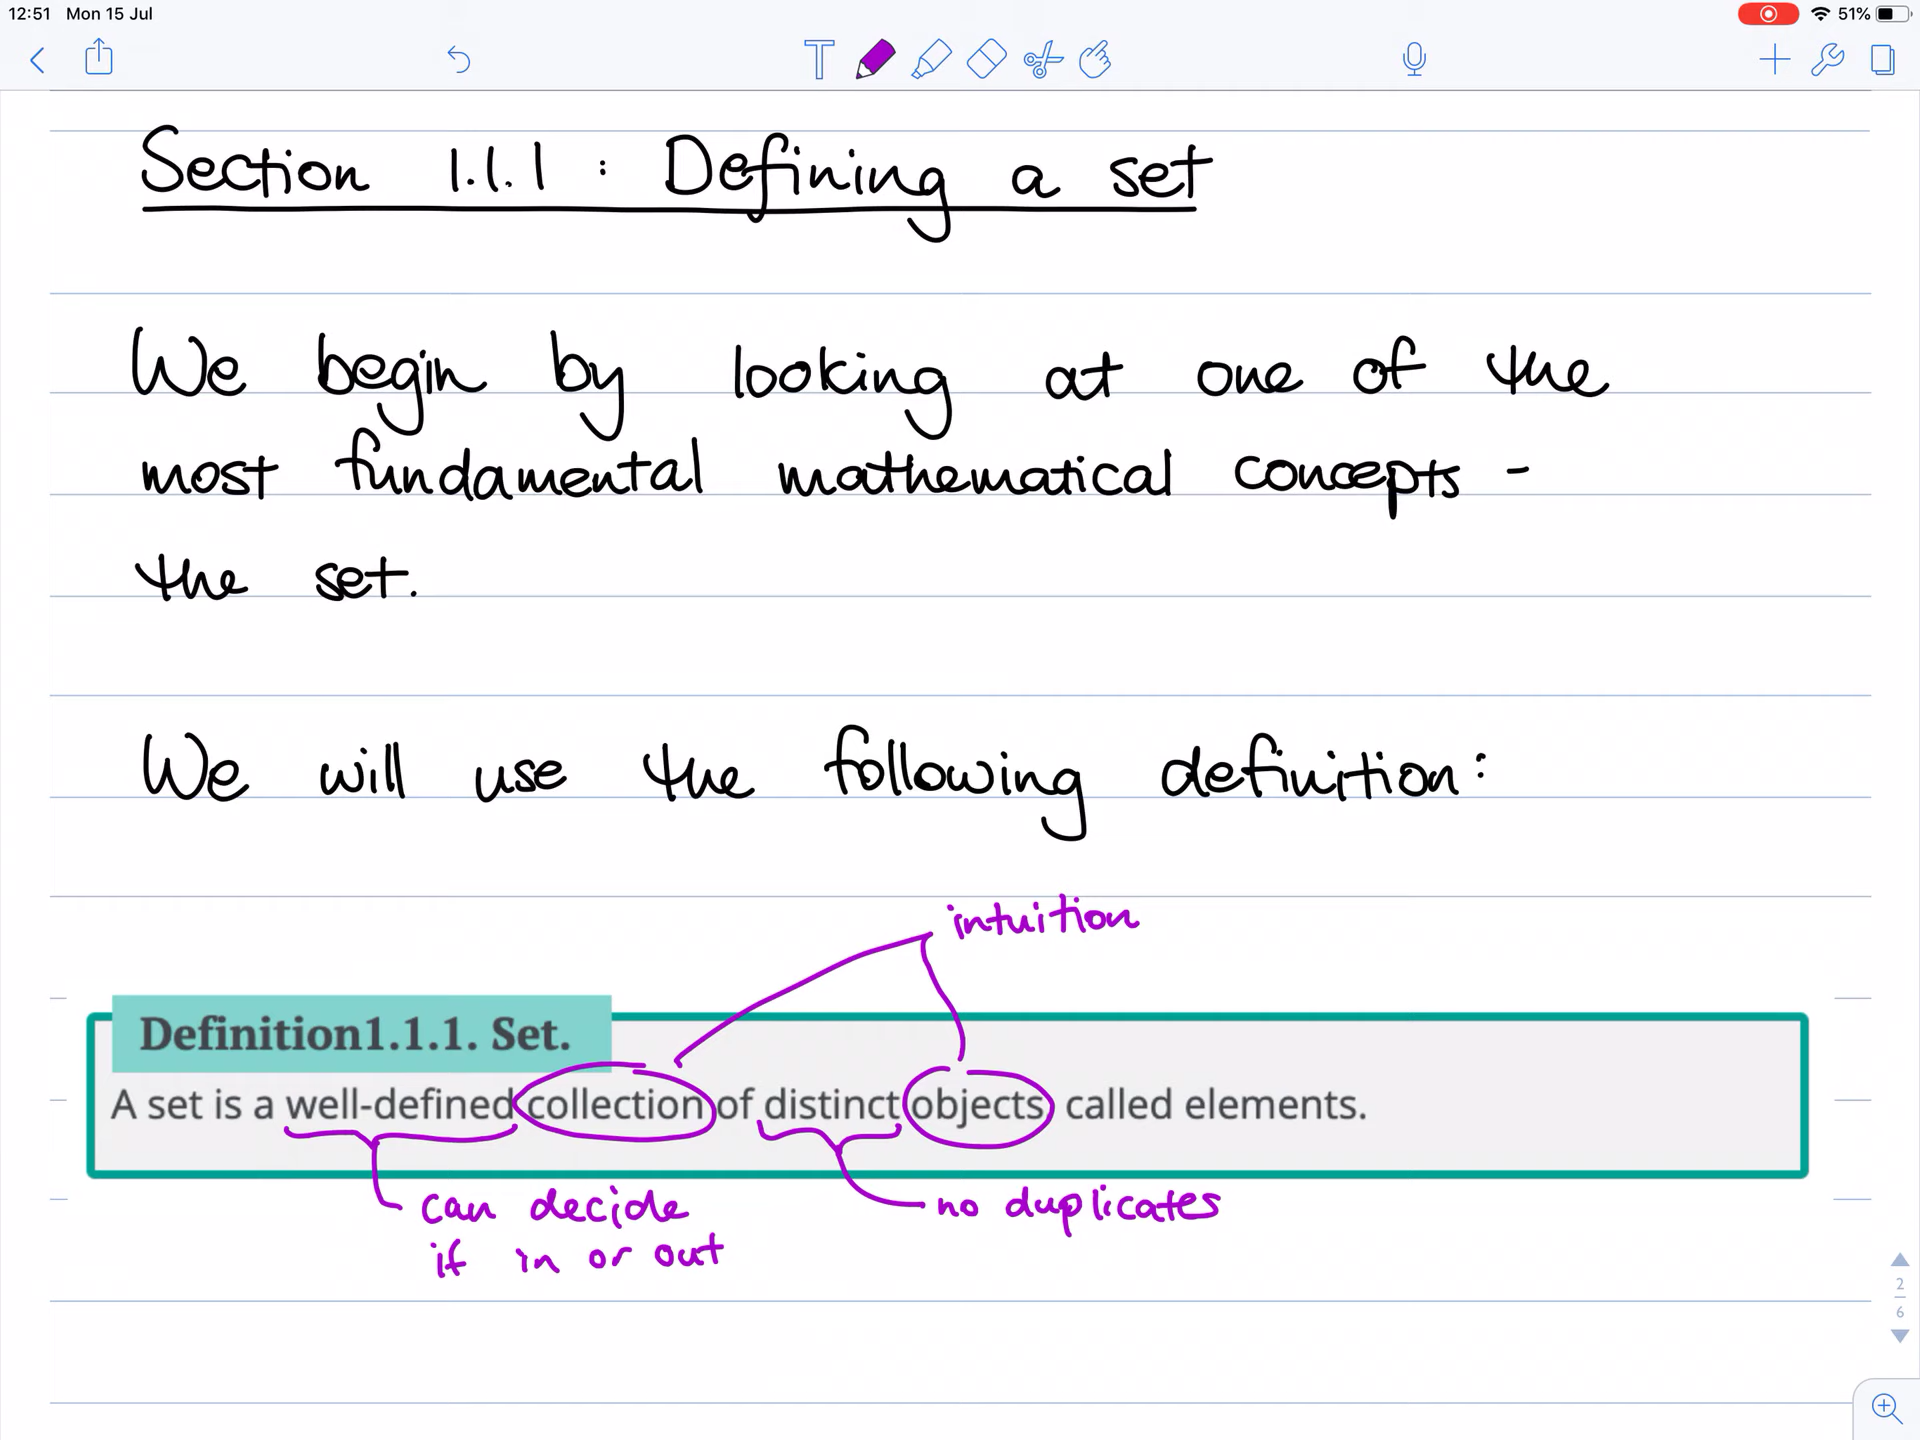 12:51 Mon 15 Jul
51%
Section 1.1.1 : Defining a set
We begin by looking at one of the
most fundamental mathematical concepts -
the set.
We will use the following definition:
intuition
Definition1.1.1. Set.
A set is a well-defined collection of distinct objects, called elements.
can decide
if in or out
no duplicates
2
6